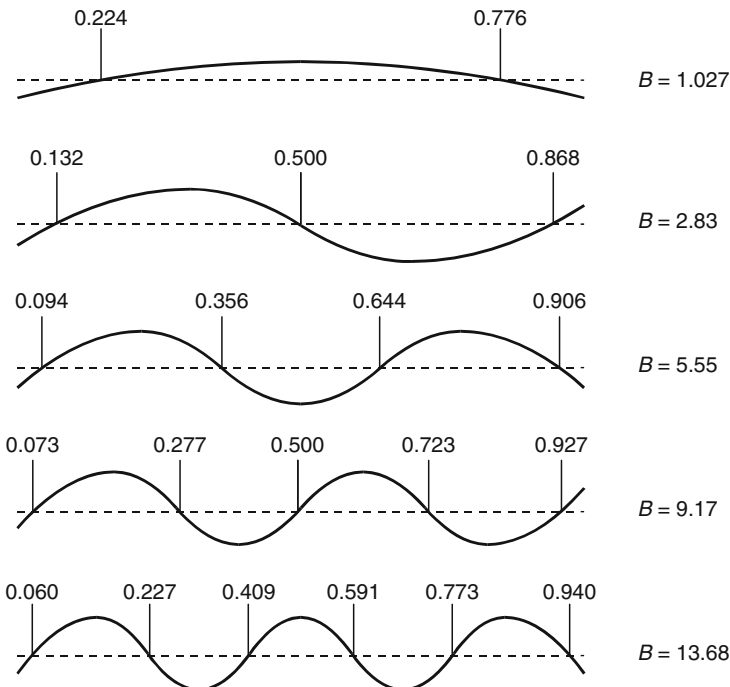 0.224 0.776
B = 1.027
0.132 0.500 0.868
B = 2.83
0.094 0.356 0.644 0.906
B = 5.55
0.073 0.277 0.500 0.723 0.927
B = 9.17
0.060 0.227 0.409 0.591 0.773 0.940
B = 13.68